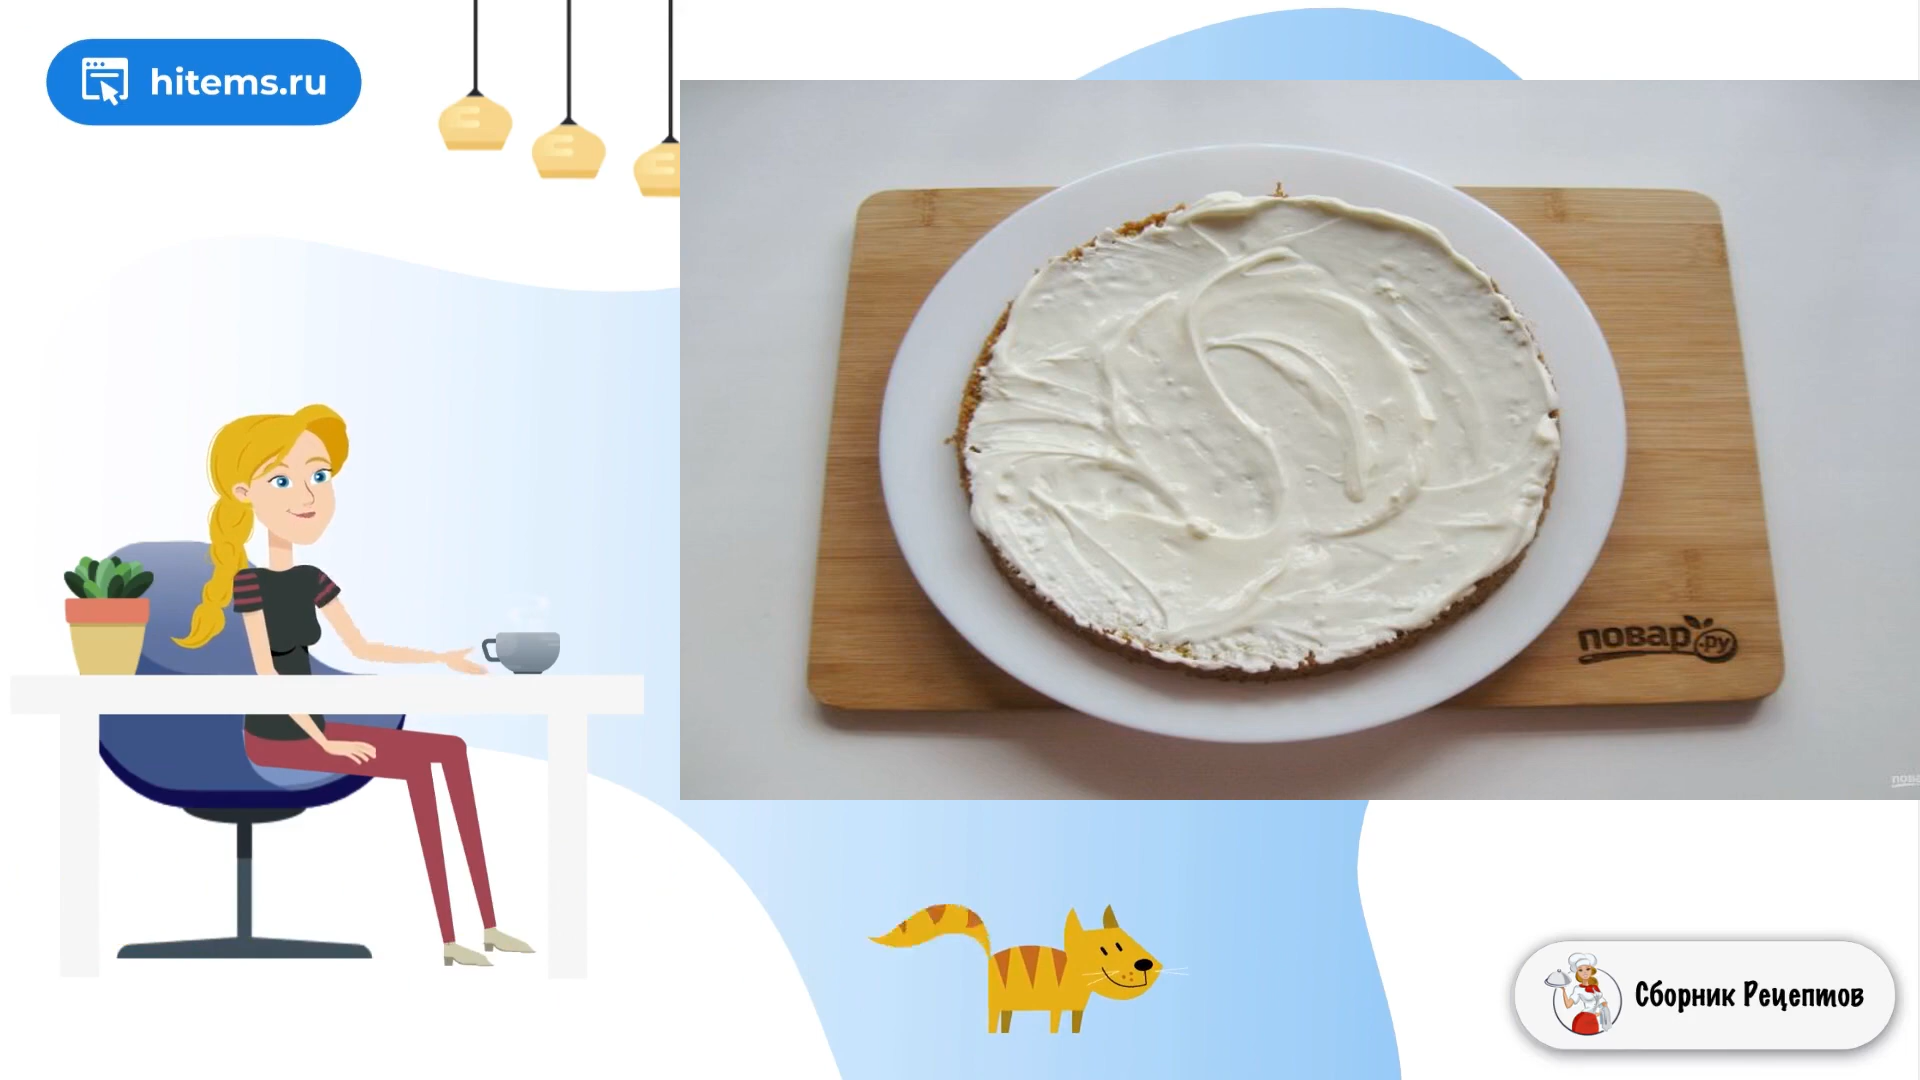 hitems.ru
повар.ру
Сборник Рецептов